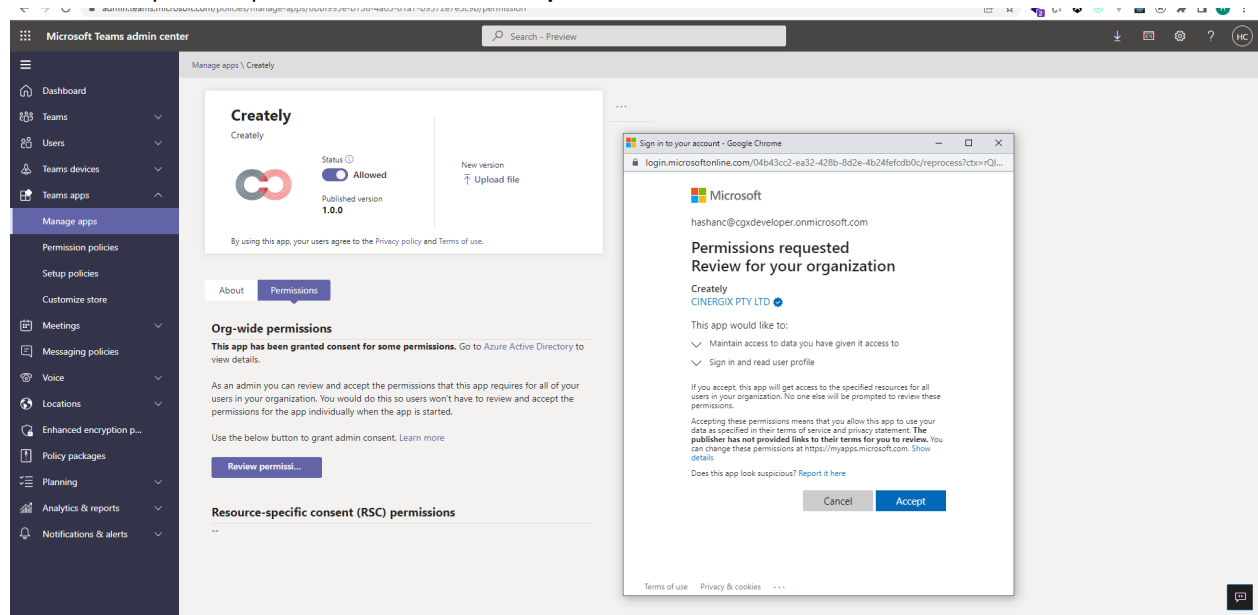 Microsoft Teams admin center
Search - Preview
HC
Manage apps \ Creately
Dashboard
Teams
Users
Teams devices
Teams apps
Manage apps
Permission policies
Setup policies
Customize store
Meetings
Messaging policies
Voice
Locations
Enhanced encryption p...
Policy packages
Planning
Analytics & reports
Notifications & alerts
Creately
Creately
Status
Allowed
Published version
1.0.0
New version
Upload file
By using this app, your users agree to the Privacy policy and Terms of use.
About
Permissions
Org-wide permissions
This app has been granted consent for some permissions. Go to Azure Active Directory to
view details.
As an admin you can review and accept the permissions that this app requires for all of your
users in your organization. You would do this so users won't have to review and accept the
permissions for the app individually when the app is started.
Use the below button to grant admin consent. Learn more
Review permissi...
Resource-specific consent (RSC) permissions
--
...
Sign in to your account - Google Chrome
login.microsoftonline.com/04b43cc2-ea32-428b-8d2e-4b24fefcdb0c/reprocess?ctx=rQI...
Microsoft
hashanc@cgxdeveloper.onmicrosoft.com
Permissions requested
Review for your organization
Creately
CINERGIX PTY LTD
This app would like to:
Maintain access to data you have given it access to
Sign in and read user profile
If you accept, this app will get access to the specified resources for all
users in your organization. No one else will be prompted to review these
permissions.
Accepting these permissions means that you allow this app to use your
data as specified in their terms of service and privacy statement. The
publisher has not provided links to their terms for you to review. You
can change these permissions at https://myapps.microsoft.com. Show
details
Does this app look suspicious? Report it here
Cancel
Accept
Terms of use
Privacy & cookies
...